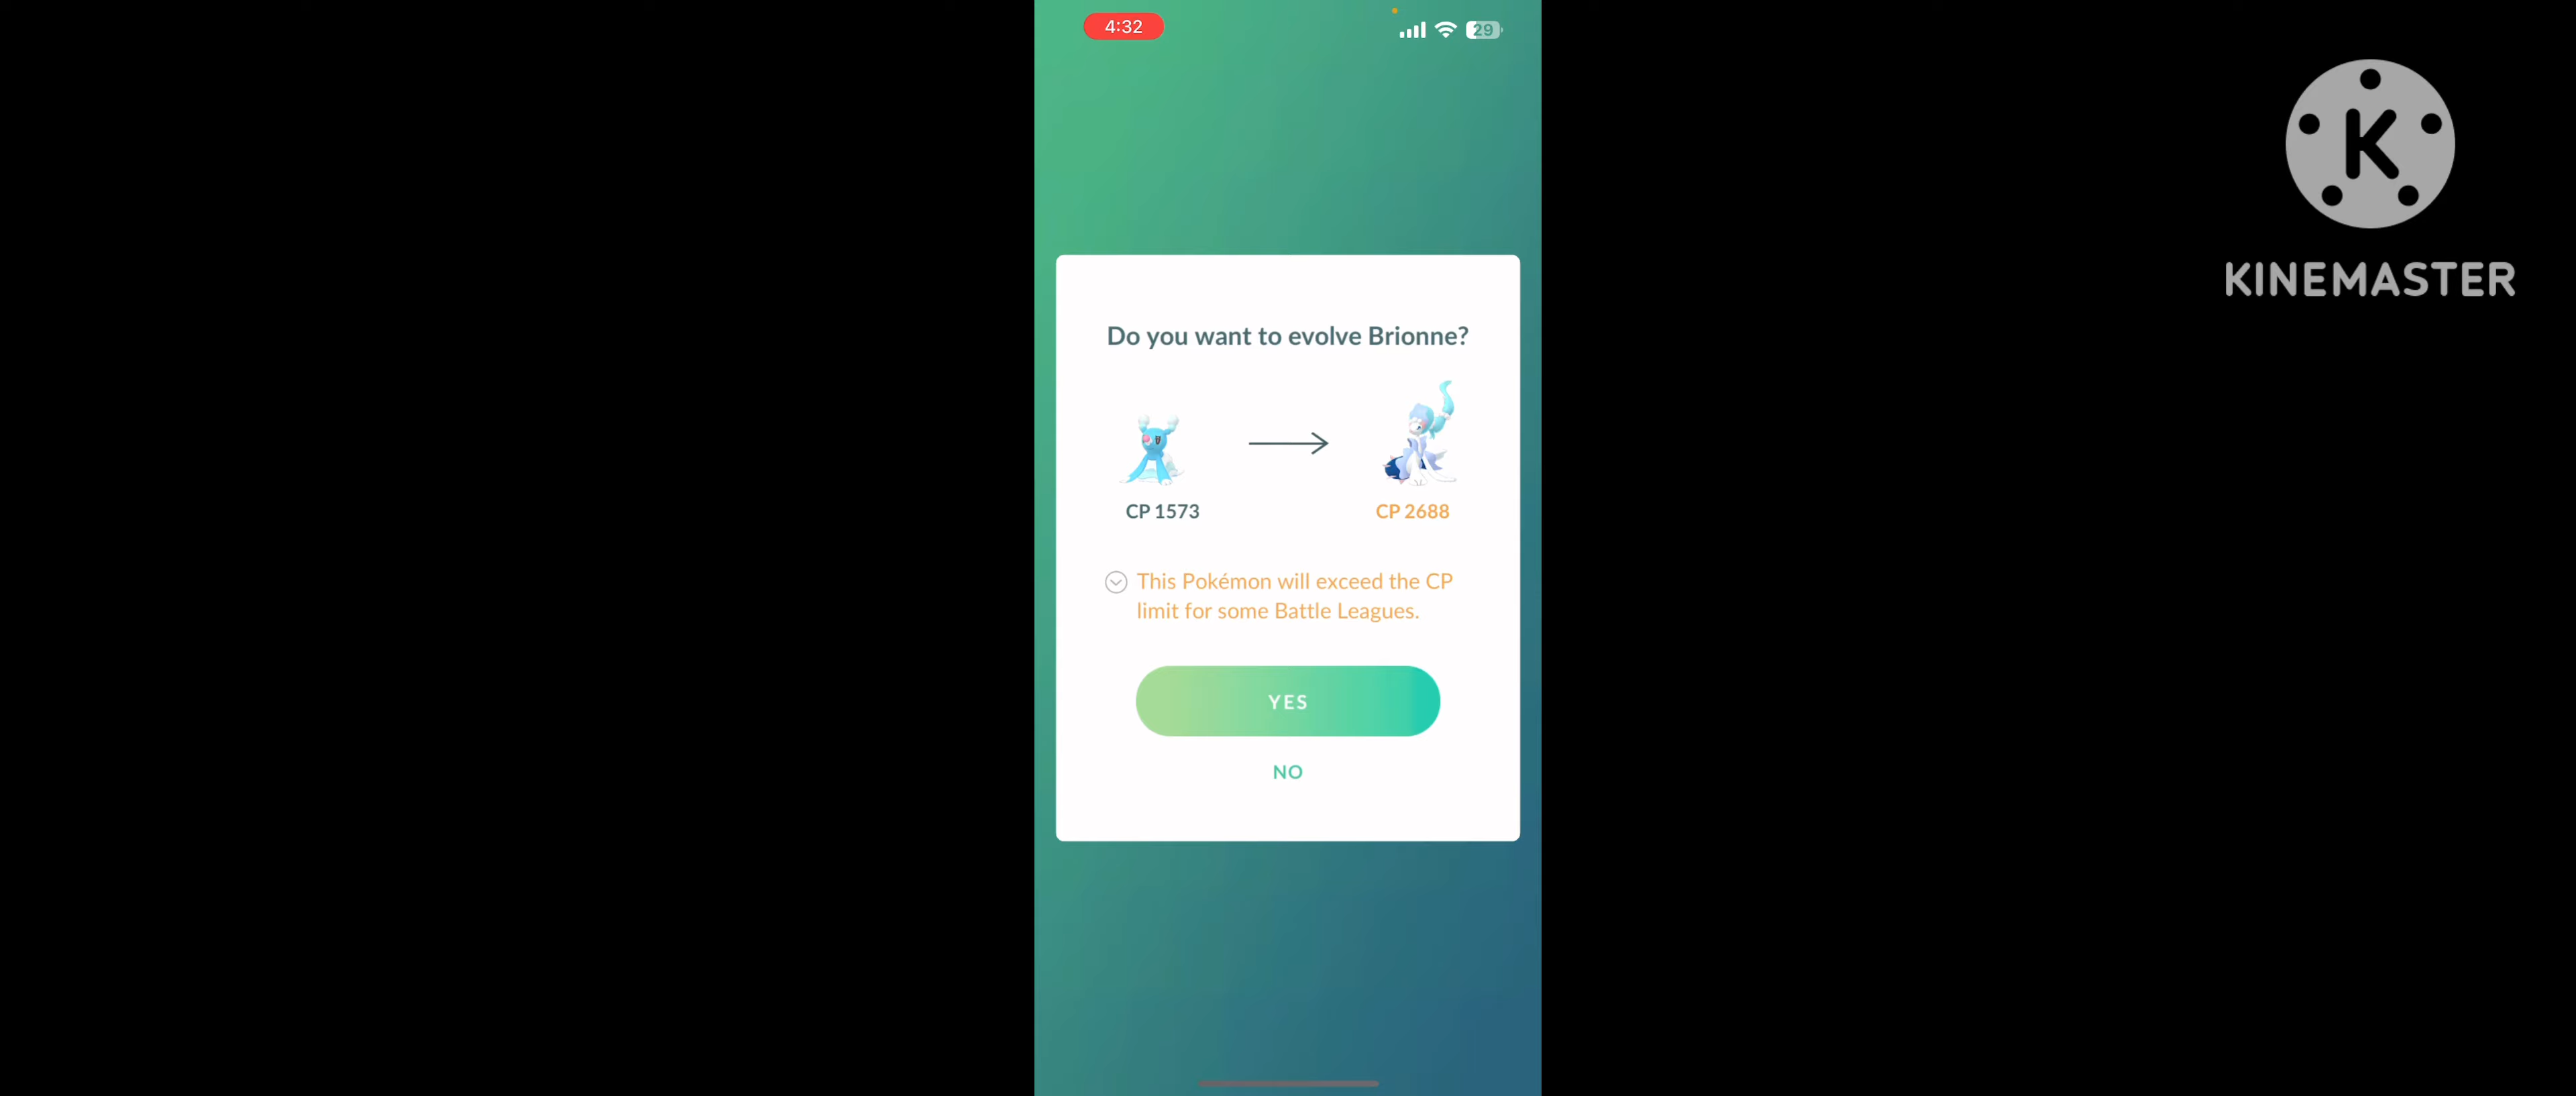 4:32
29
K
KINEMASTER
Do you want to evolve Brionne?
CP 1573
CP 2688
This Pokémon will exceed the CP
limit for some Battle Leagues.
YES
NO